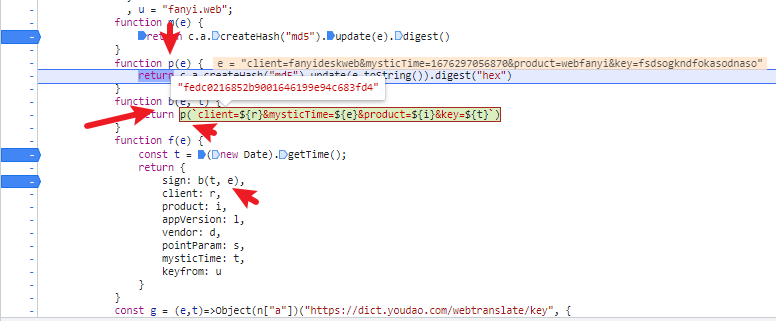 , u = "fanyi.web";
function m(e) {
return c.a.createHash("md5").update(e).digest()
}
function p(e) { e = "client=fanyideskweb&mysticTime=1676297056870&product=webfanyi&key=fsdsogkndfokasodnaso"
return c.a.createHash("md5").update(e.toString()).digest("hex")
}
"fedc0216852b9001646199e94c683fd4"
function b(e, t) {
return p(`client=${r}&mysticTime=${e}&product=${i}&key=${t}`)
}
function f(e) {
const t = (new Date).getTime();
return {
sign: b(t, e),
client: r,
product: i,
appVersion: l,
vendor: d,
pointParam: s,
mysticTime: t,
keyfrom: u
}
}
const g = (e,t)=>Object(n["a"])("https://dict.youdao.com/webtranslate/key", {